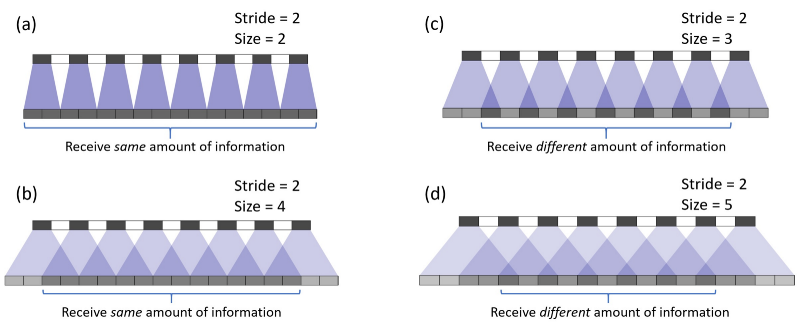 (a)
Stride = 2
Size = 2
Receive same amount of information
(b)
Stride = 2
Size = 4
Receive same amount of information
(c)
Stride = 2
Size = 3
Receive different amount of information
(d)
Stride = 2
Size = 5
Receive different amount of information